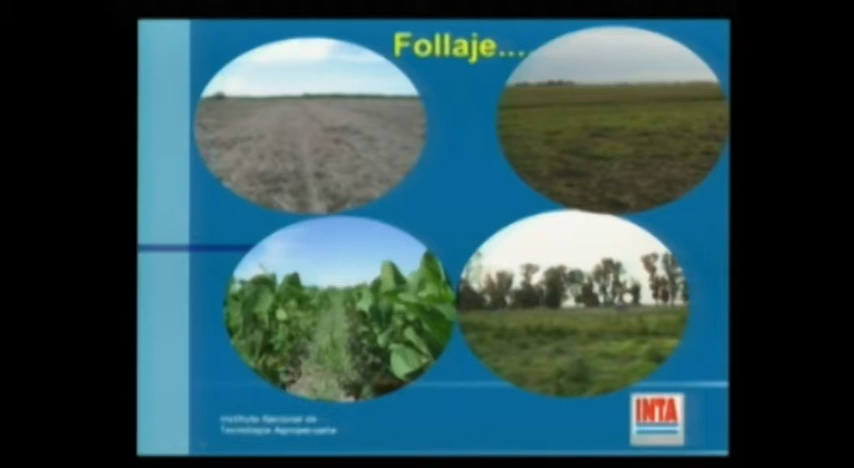 Follaje....
Instituto Nacional de
Tecnología Agropecuaria
INTA